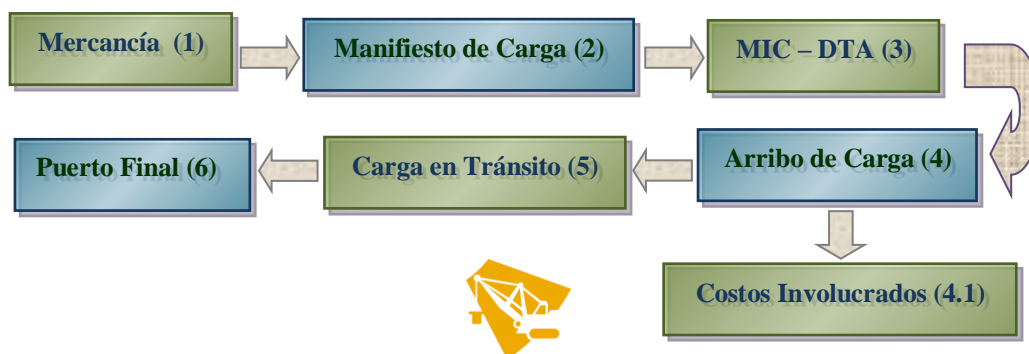 Mercancía (1)
Manifiesto de Carga (2)
MIC – DTA (3)
Arribo de Carga (4)
Carga en Tránsito (5)
Puerto Final (6)
Costos Involucrados (4.1)